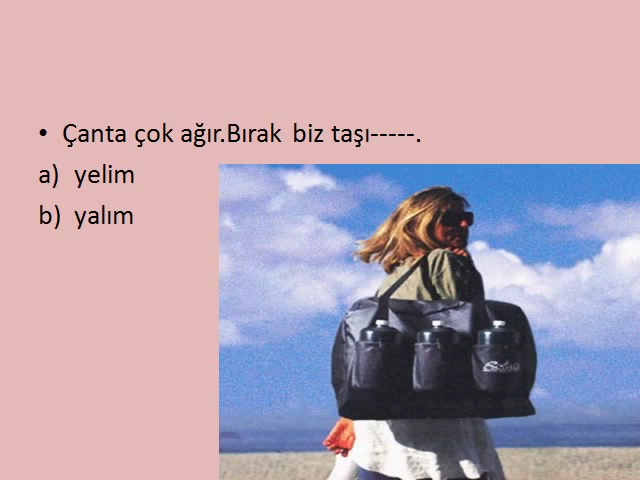 • Çanta çok ağır.Bırak biz taşı-----.
a) yelim
b) yalım